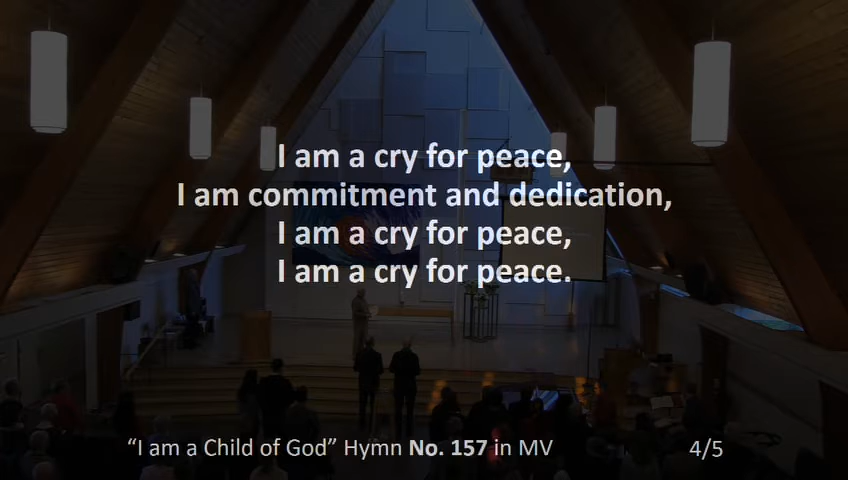 I am a cry for peace,
I am commitment and dedication,
I am a cry for peace,
I am a cry for peace.
“I am a Child of God” Hymn No. 157 in MV 4/5